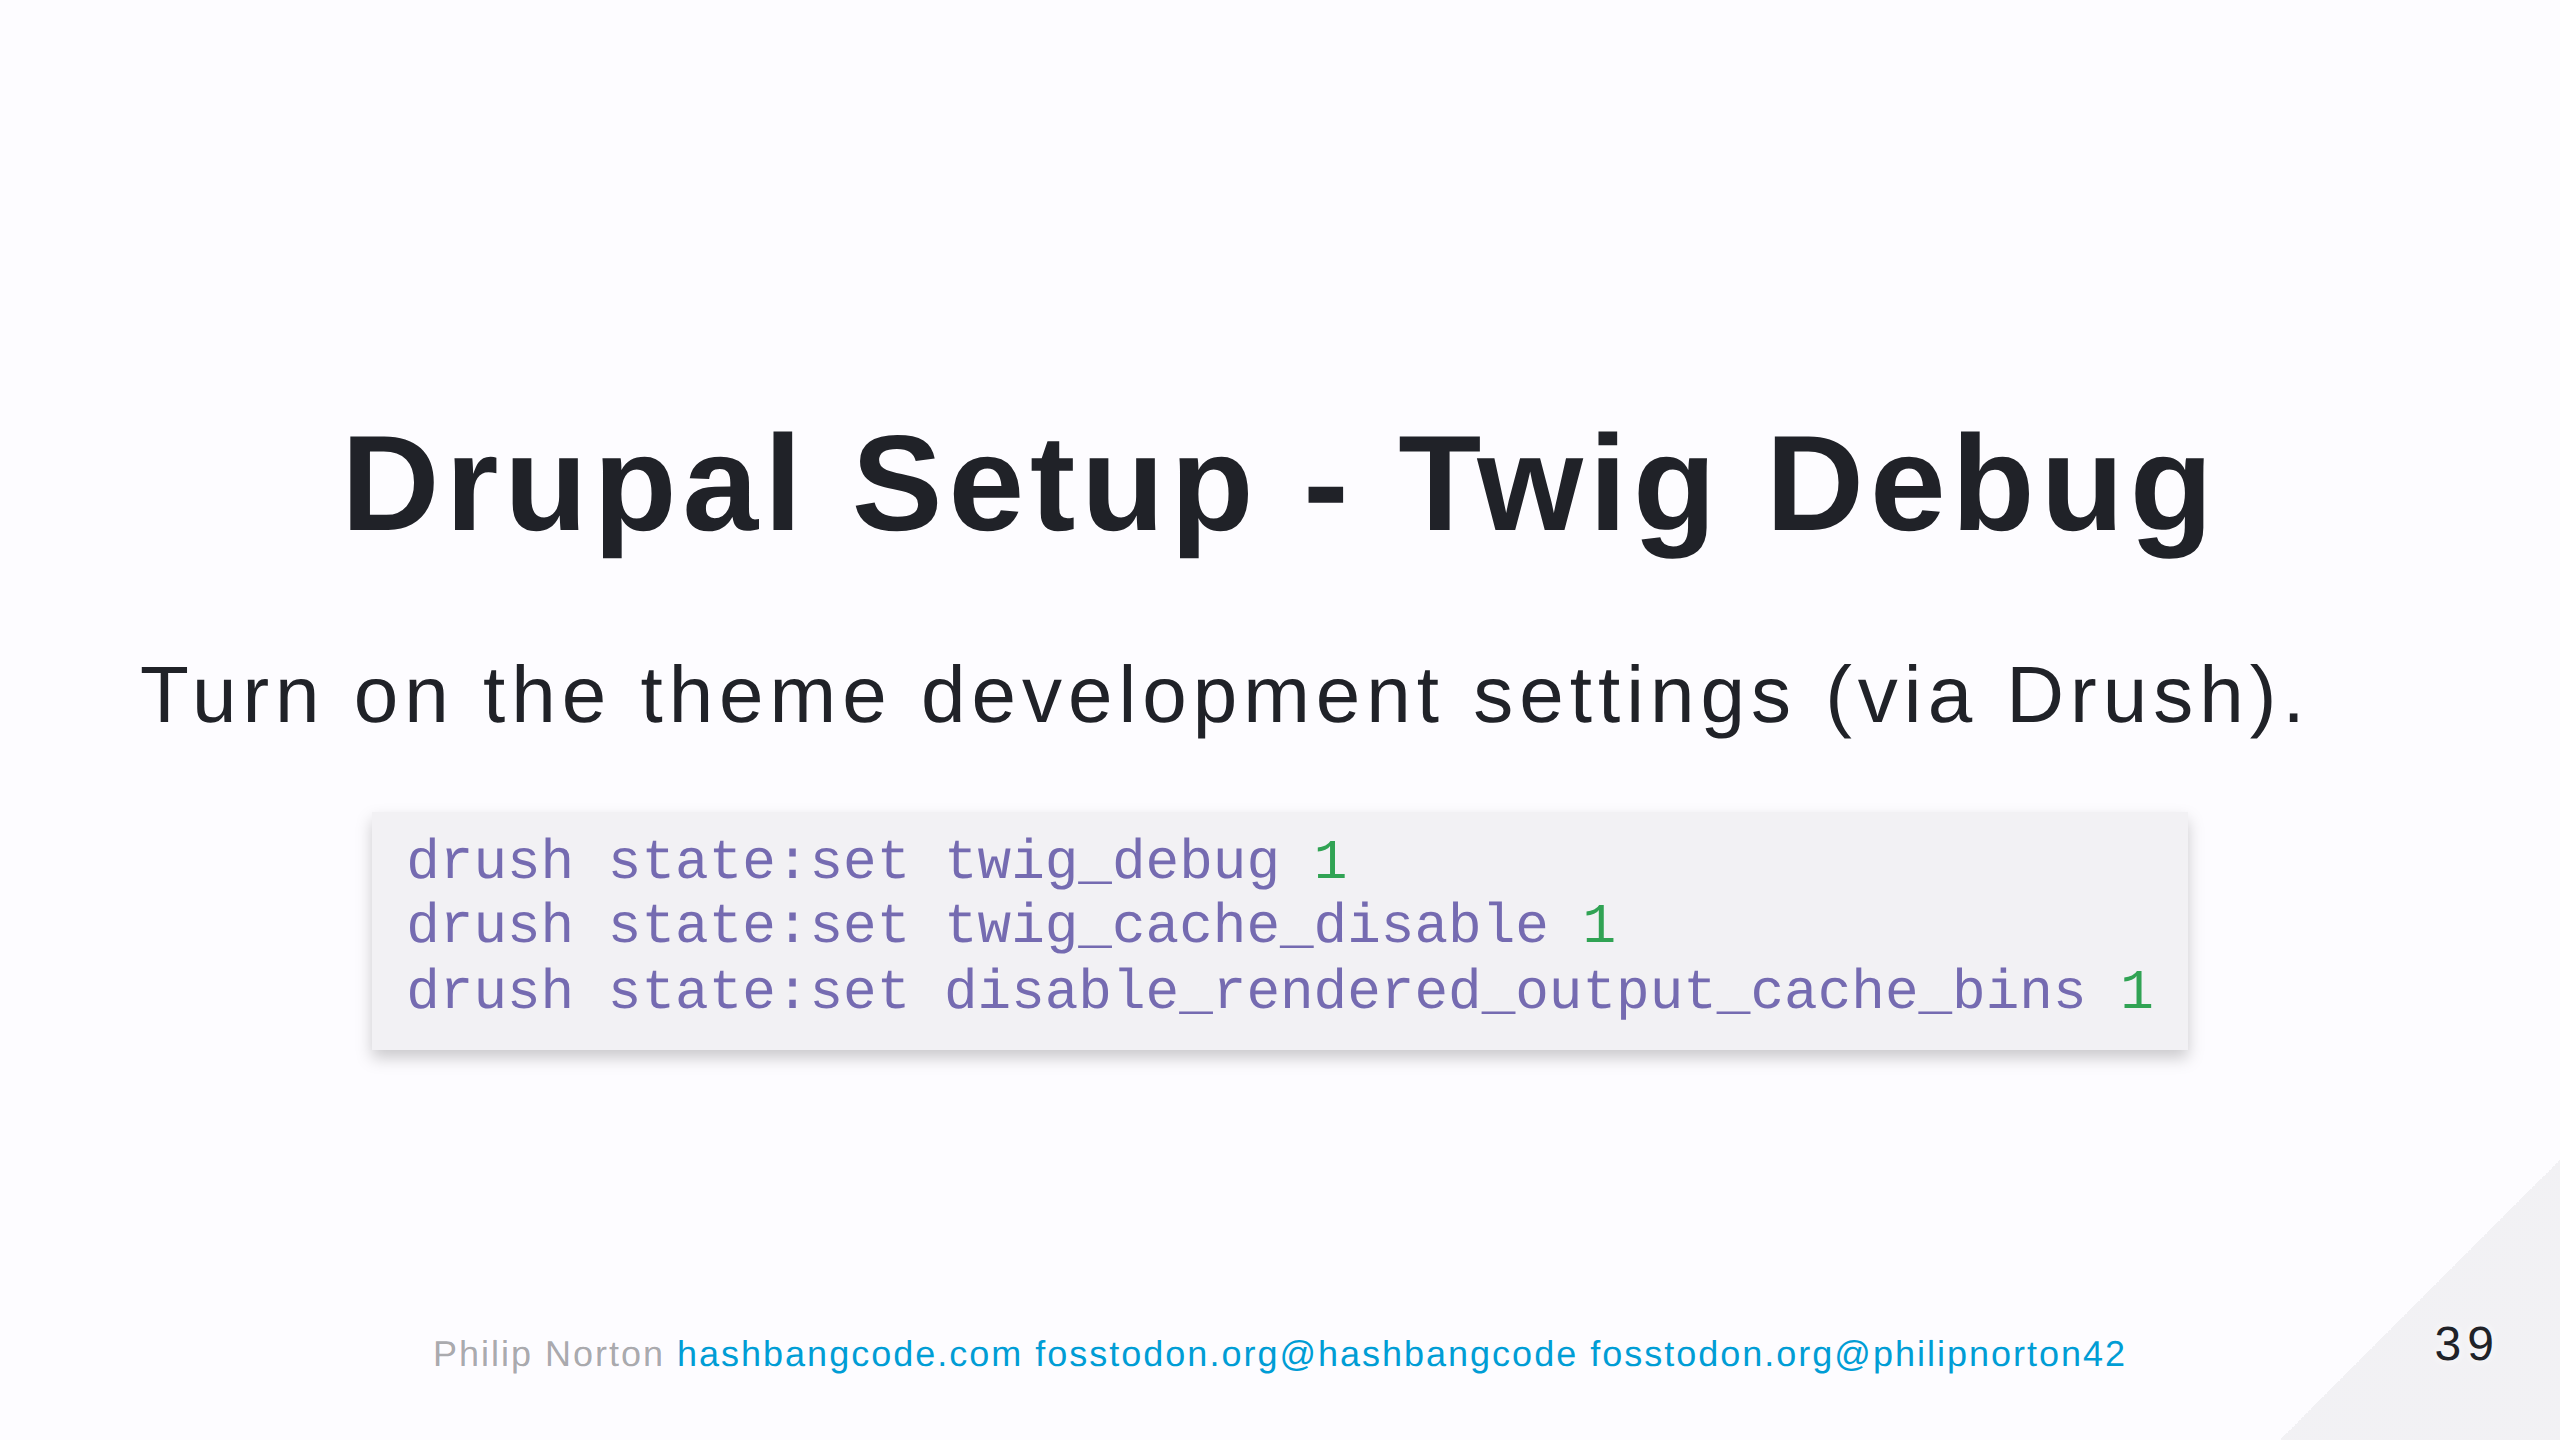 Drupal Setup - Twig Debug
Turn on the theme development settings (via Drush).
drush state:set twig_debug 1
drush state:set twig_cache_disable 1
drush state:set disable_rendered_output_cache_bins 1
Philip Norton hashbangcode.com fosstodon.org@hashbangcode fosstodon.org@philipnorton42
39